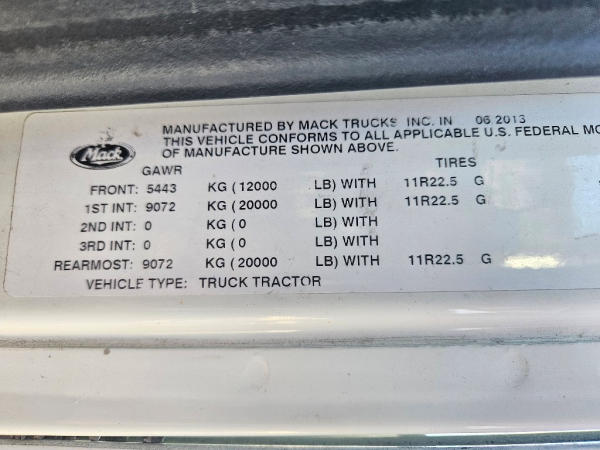 MANUFACTURED BY MACK TRUCKS INC. IN 06 2013
THIS VEHICLE CONFORMS TO ALL APPLICABLE U.S. FEDERAL
OF MANUFACTURE SHOWN ABOVE.
Mack
GAWR TIRES
FRONT: 5443 KG ( 12000 LB) WITH 11R22.5 G
1ST INT: 9072 KG ( 20000 LB) WITH 11R22.5 G
2ND INT: 0 KG ( 0 LB) WITH
3RD INT: 0 KG ( 0 LB) WITH
REARMOST: 9072 KG ( 20000 LB) WITH 11R22.5 G
VEHICLE TYPE: TRUCK TRACTOR